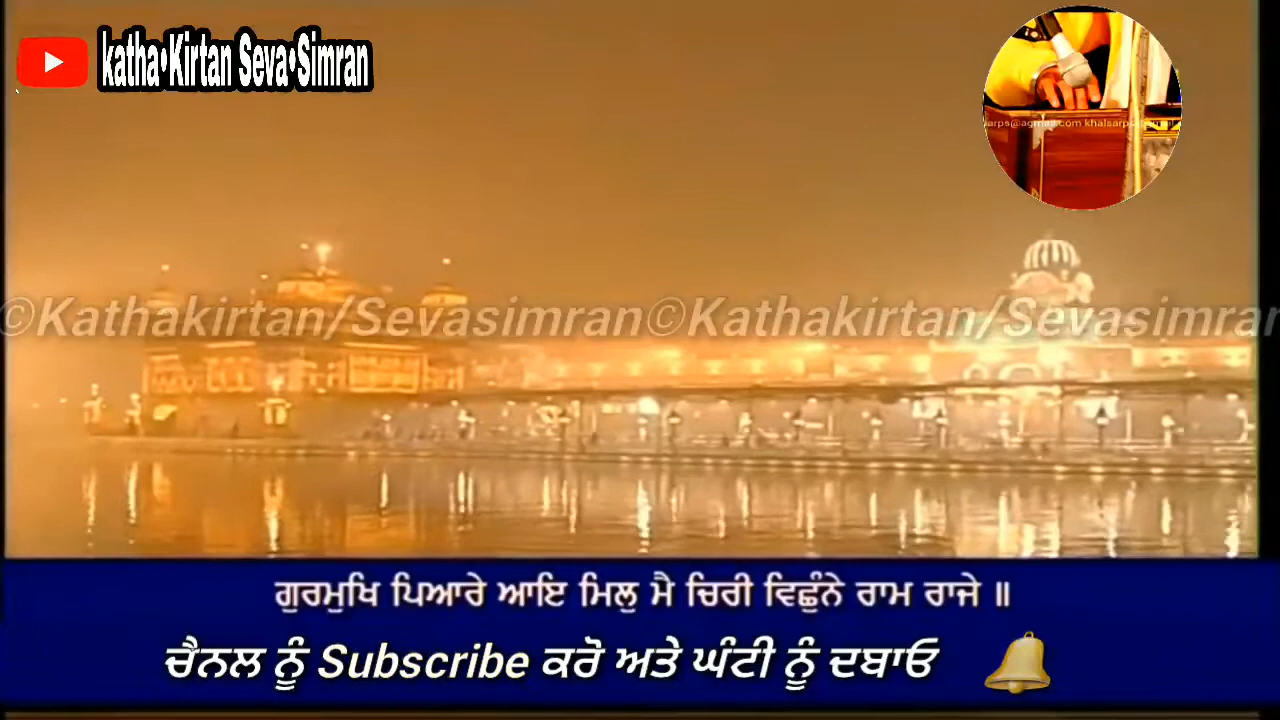 katha•Kirtan Seva•Simran
©Kathakirtan/Sevasimran©Kathakirtan/Sevasimran
ਗੁਰਮੁਖਿ ਪਿਆਰੇ ਆਇ ਮਿਲੁ ਮੈ ਚਿਰੀ ਵਿਛੁੰਨੇ ਰਾਮ ਰਾਜੇ ॥
ਚੈਨਲ ਨੂੰ Subscribe ਕਰੋ ਅਤੇ ਘੰਟੀ ਨੂੰ ਦਬਾਓ